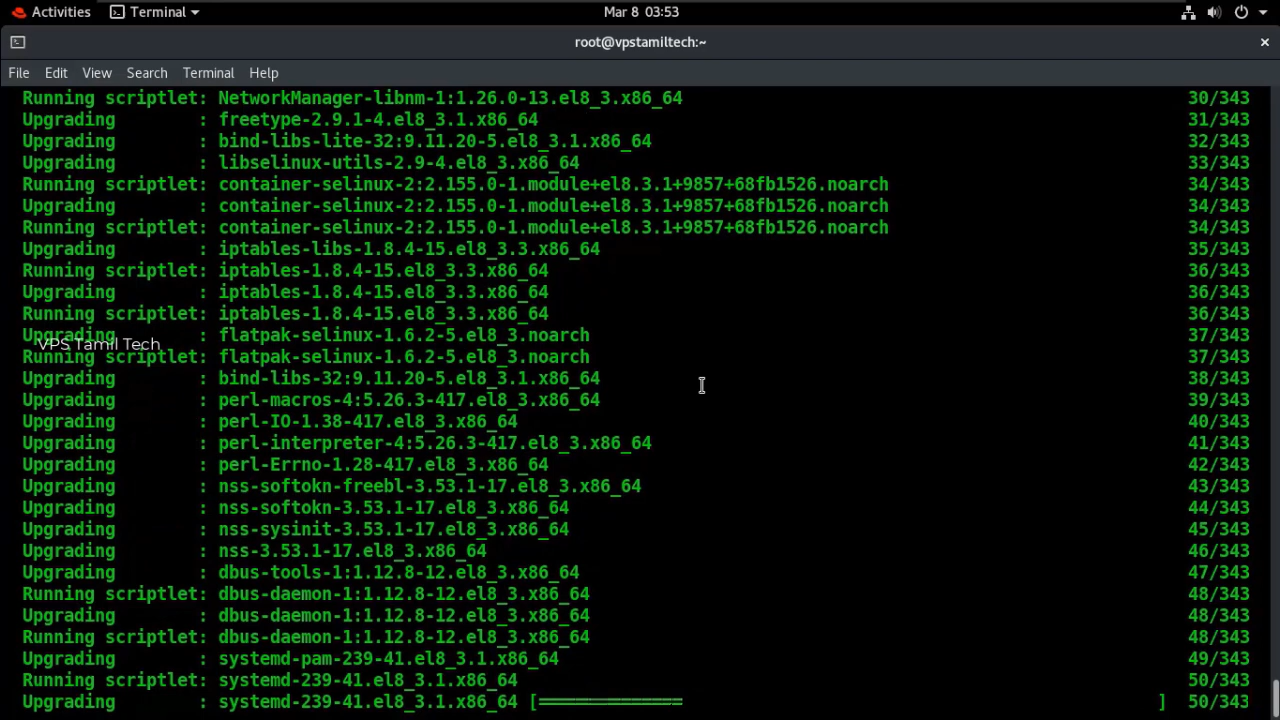 Activities Terminal Mar 8 03:53
root@vpstamiltech:~
File Edit View Search Terminal Help
Running scriptlet: NetworkManager-libnm-1:1.26.0-13.el8_3.x86_64 30/343
Upgrading : freetype-2.9.1-4.el8_3.1.x86_64 31/343
Upgrading : bind-libs-lite-32:9.11.20-5.el8_3.1.x86_64 32/343
Upgrading : libselinux-utils-2.9-4.el8_3.x86_64 33/343
Running scriptlet: container-selinux-2:2.155.0-1.module+el8.3.1+9857+68fb1526.noarch 34/343
Upgrading : container-selinux-2:2.155.0-1.module+el8.3.1+9857+68fb1526.noarch 34/343
Running scriptlet: container-selinux-2:2.155.0-1.module+el8.3.1+9857+68fb1526.noarch 34/343
Upgrading : iptables-libs-1.8.4-15.el8_3.3.x86_64 35/343
Running scriptlet: iptables-1.8.4-15.el8_3.3.x86_64 36/343
Upgrading : iptables-1.8.4-15.el8_3.3.x86_64 36/343
Running scriptlet: iptables-1.8.4-15.el8_3.3.x86_64 36/343
Upgrading : flatpak-selinux-1.6.2-5.el8_3.noarch 37/343
VPS Tamil Tech
Running scriptlet: flatpak-selinux-1.6.2-5.el8_3.noarch 37/343
Upgrading : bind-libs-32:9.11.20-5.el8_3.1.x86_64 38/343
Upgrading : perl-macros-4:5.26.3-417.el8_3.x86_64 39/343
Upgrading : perl-IO-1.38-417.el8_3.x86_64 40/343
Upgrading : perl-interpreter-4:5.26.3-417.el8_3.x86_64 41/343
Upgrading : perl-Errno-1.28-417.el8_3.x86_64 42/343
Upgrading : nss-softokn-freebl-3.53.1-17.el8_3.x86_64 43/343
Upgrading : nss-softokn-3.53.1-17.el8_3.x86_64 44/343
Upgrading : nss-sysinit-3.53.1-17.el8_3.x86_64 45/343
Upgrading : nss-3.53.1-17.el8_3.x86_64 46/343
Upgrading : dbus-tools-1:1.12.8-12.el8_3.x86_64 47/343
Running scriptlet: dbus-daemon-1:1.12.8-12.el8_3.x86_64 48/343
Upgrading : dbus-daemon-1:1.12.8-12.el8_3.x86_64 48/343
Running scriptlet: dbus-daemon-1:1.12.8-12.el8_3.x86_64 48/343
Upgrading : systemd-pam-239-41.el8_3.1.x86_64 49/343
Running scriptlet: systemd-239-41.el8_3.1.x86_64 50/343
Upgrading : systemd-239-41.el8_3.1.x86_64 [============== ] 50/343